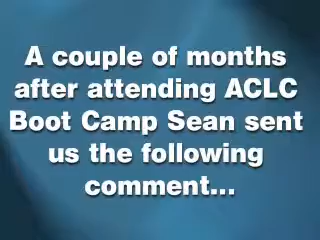 A couple of months
after attending ACLC
Boot Camp Sean sent
us the following
comment...